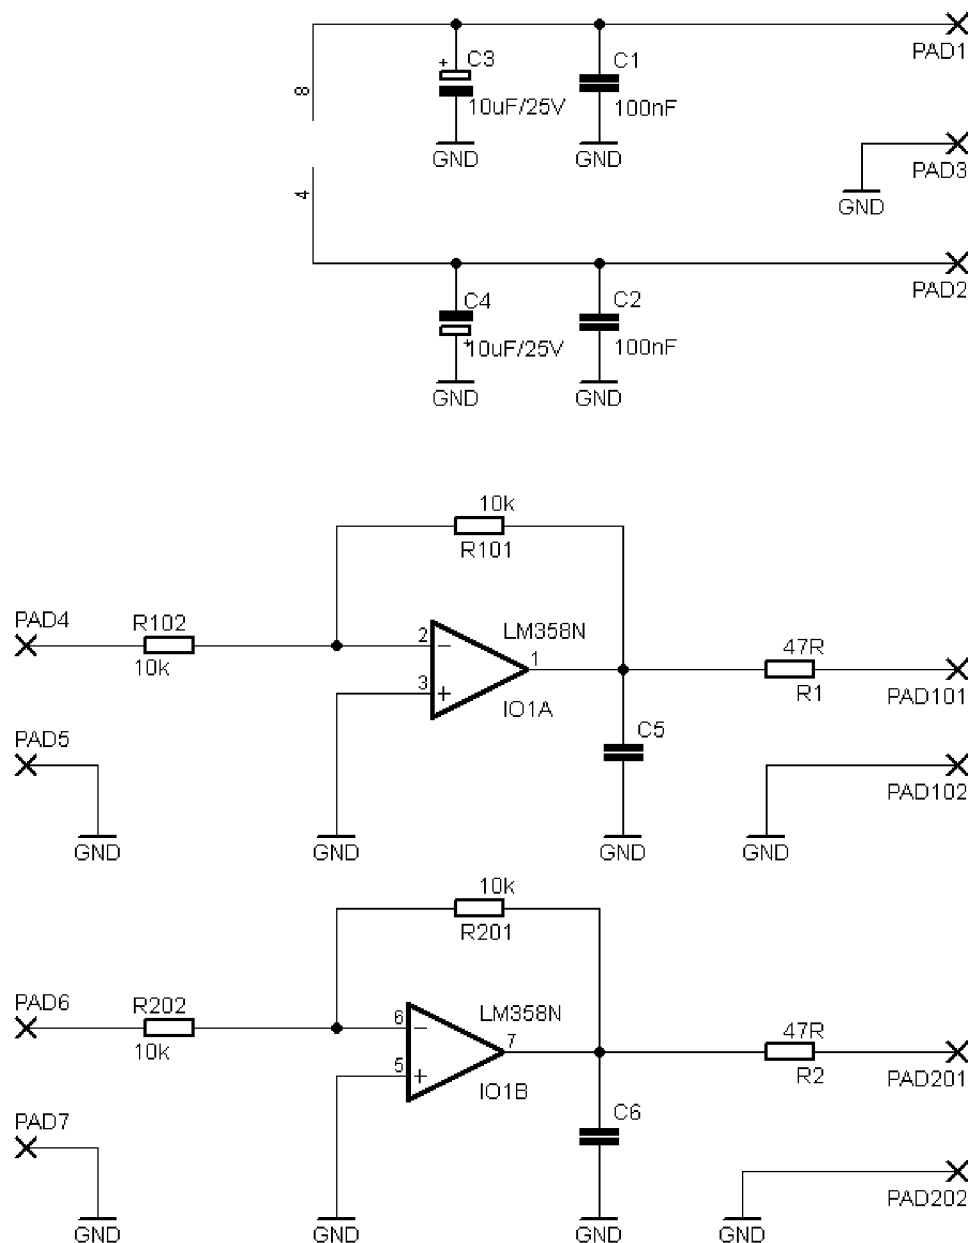 PAD1
+
C3
C1
8
10uF/25V
100nF
GND
GND
PAD3
4
GND
PAD2
C4
C2
+
10uF/25V
100nF
GND
GND
10k
R101
PAD4
R102
10k
2
LM358N
−
1
47R
3
+
R1
PAD101
IO1A
PAD5
C5
PAD102
GND
GND
GND
GND
10k
R201
PAD6
R202
10k
6
LM358N
−
7
47R
5
+
R2
PAD201
IO1B
PAD7
C6
PAD202
GND
GND
GND
GND